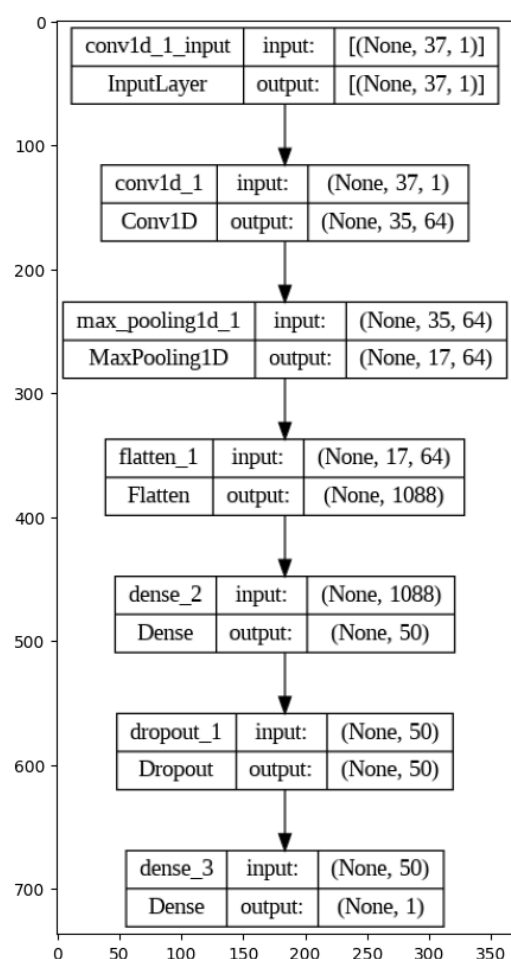 0
100
200
300
400
500
600
700
conv1d_1_input input: [(None, 37, 1)]
InputLayer output: [(None, 37, 1)]
conv1d_1 input: (None, 37, 1)
Conv1D output: (None, 35, 64)
max_pooling1d_1 input: (None, 35, 64)
MaxPooling1D output: (None, 17, 64)
flatten_1 input: (None, 17, 64)
Flatten output: (None, 1088)
dense_2 input: (None, 1088)
Dense output: (None, 50)
dropout_1 input: (None, 50)
Dropout output: (None, 50)
dense_3 input: (None, 50)
Dense output: (None, 1)
0 50 100 150 200 250 300 350